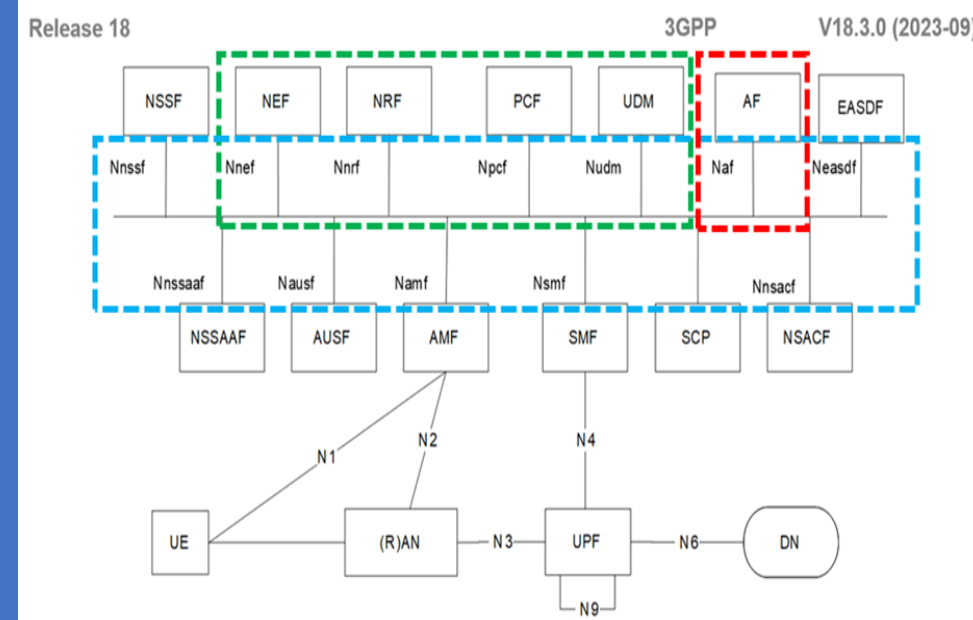 Release 18 3GPP V18.3.0 (2023-09)
NSSF NEF NRF PCF UDM AF EASDF
Nnssf Nnef Nnrf Npcf Nudm Naf Neasdf
Nnssaaf Nausf Namf Nsmf Nnsacf
NSSAAF AUSF AMF SMF SCP NSACF
N1 N2 N4
UE (R)AN N3 UPF N6 DN
N9